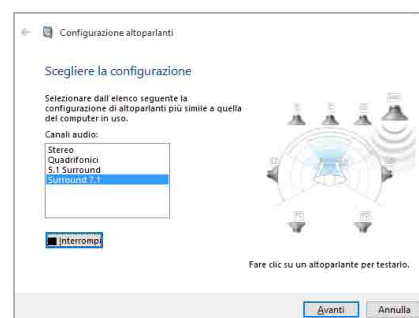 Configurazione altoparlanti
Scegliere la configurazione
Selezionare dall'elenco seguente la
configurazione di altoparlanti più simile a quella
del computer in uso.
Canali audio:
Stereo
Quadrifonici
5.1 Surround
Surround 7.1
Interrompi
Fare clic su un altoparlante per testarlo.
Avanti
Annulla